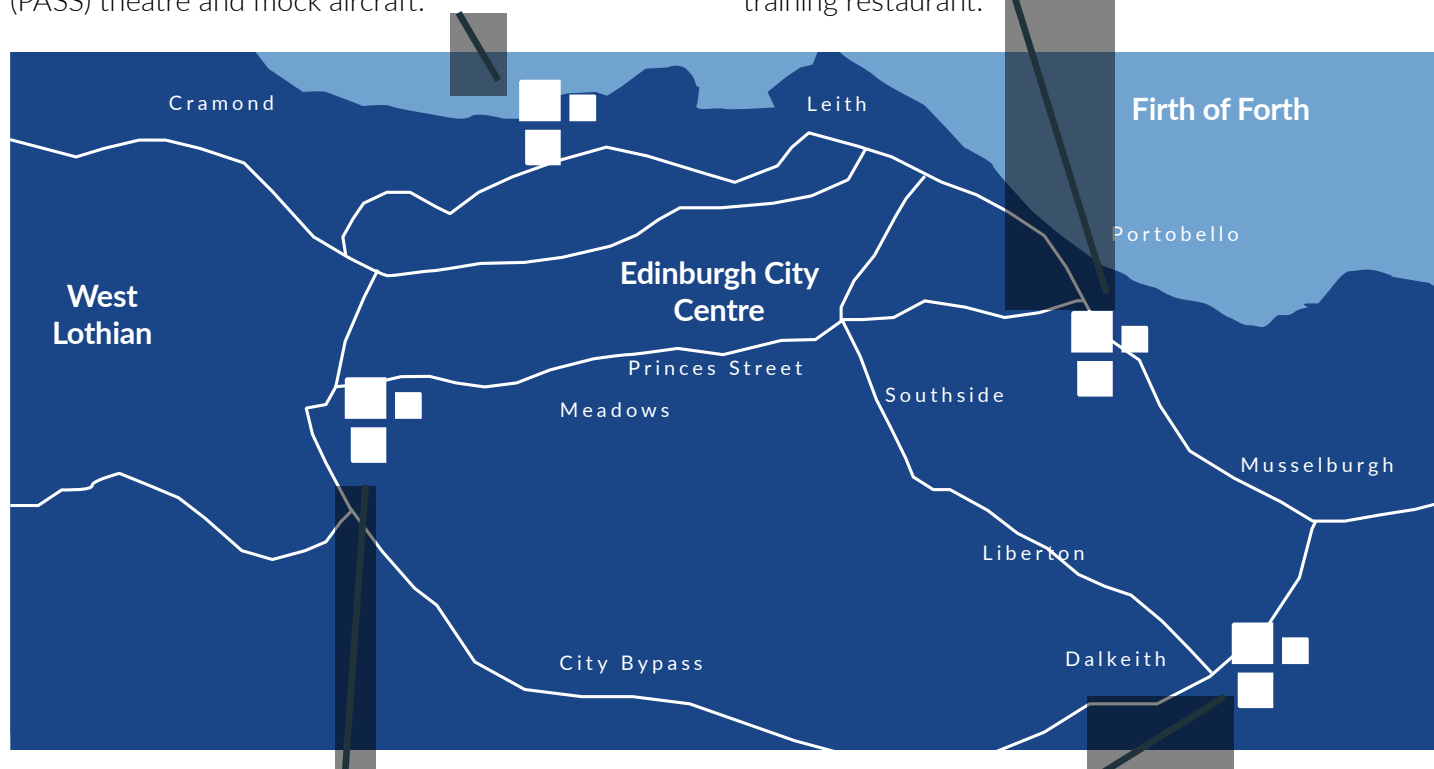 (PASS) theatre and mock aircraft.
training restaurant.
Cramond
Leith
Firth of Forth
Portobello
West
Lothian
Edinburgh City
Centre
Princes Street
Meadows
Southside
Musselburgh
Liberton
City Bypass
Dalkeith